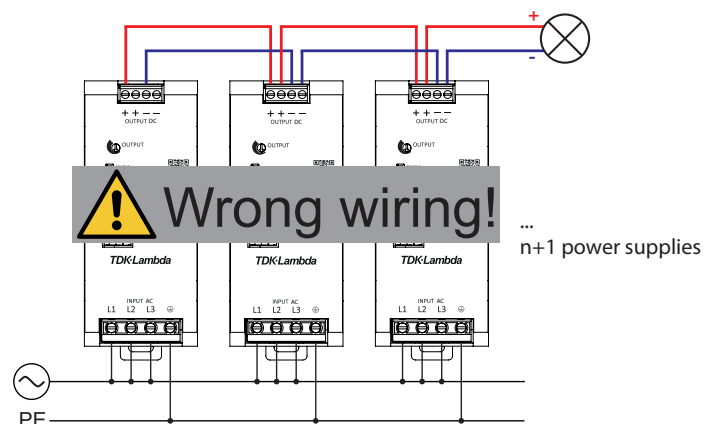 +
-
+ + − − + + − − + + − −
OUTPUT DC OUTPUT DC OUTPUT DC
OUTPUT OUTPUT OUTPUT
Wrong wiring!
...
n+1 power supplies
TDK·Lambda TDK·Lambda TDK·Lambda
INPUT AC INPUT AC INPUT AC
L1 L2 L3 L1 L2 L3 L1 L2 L3
PE